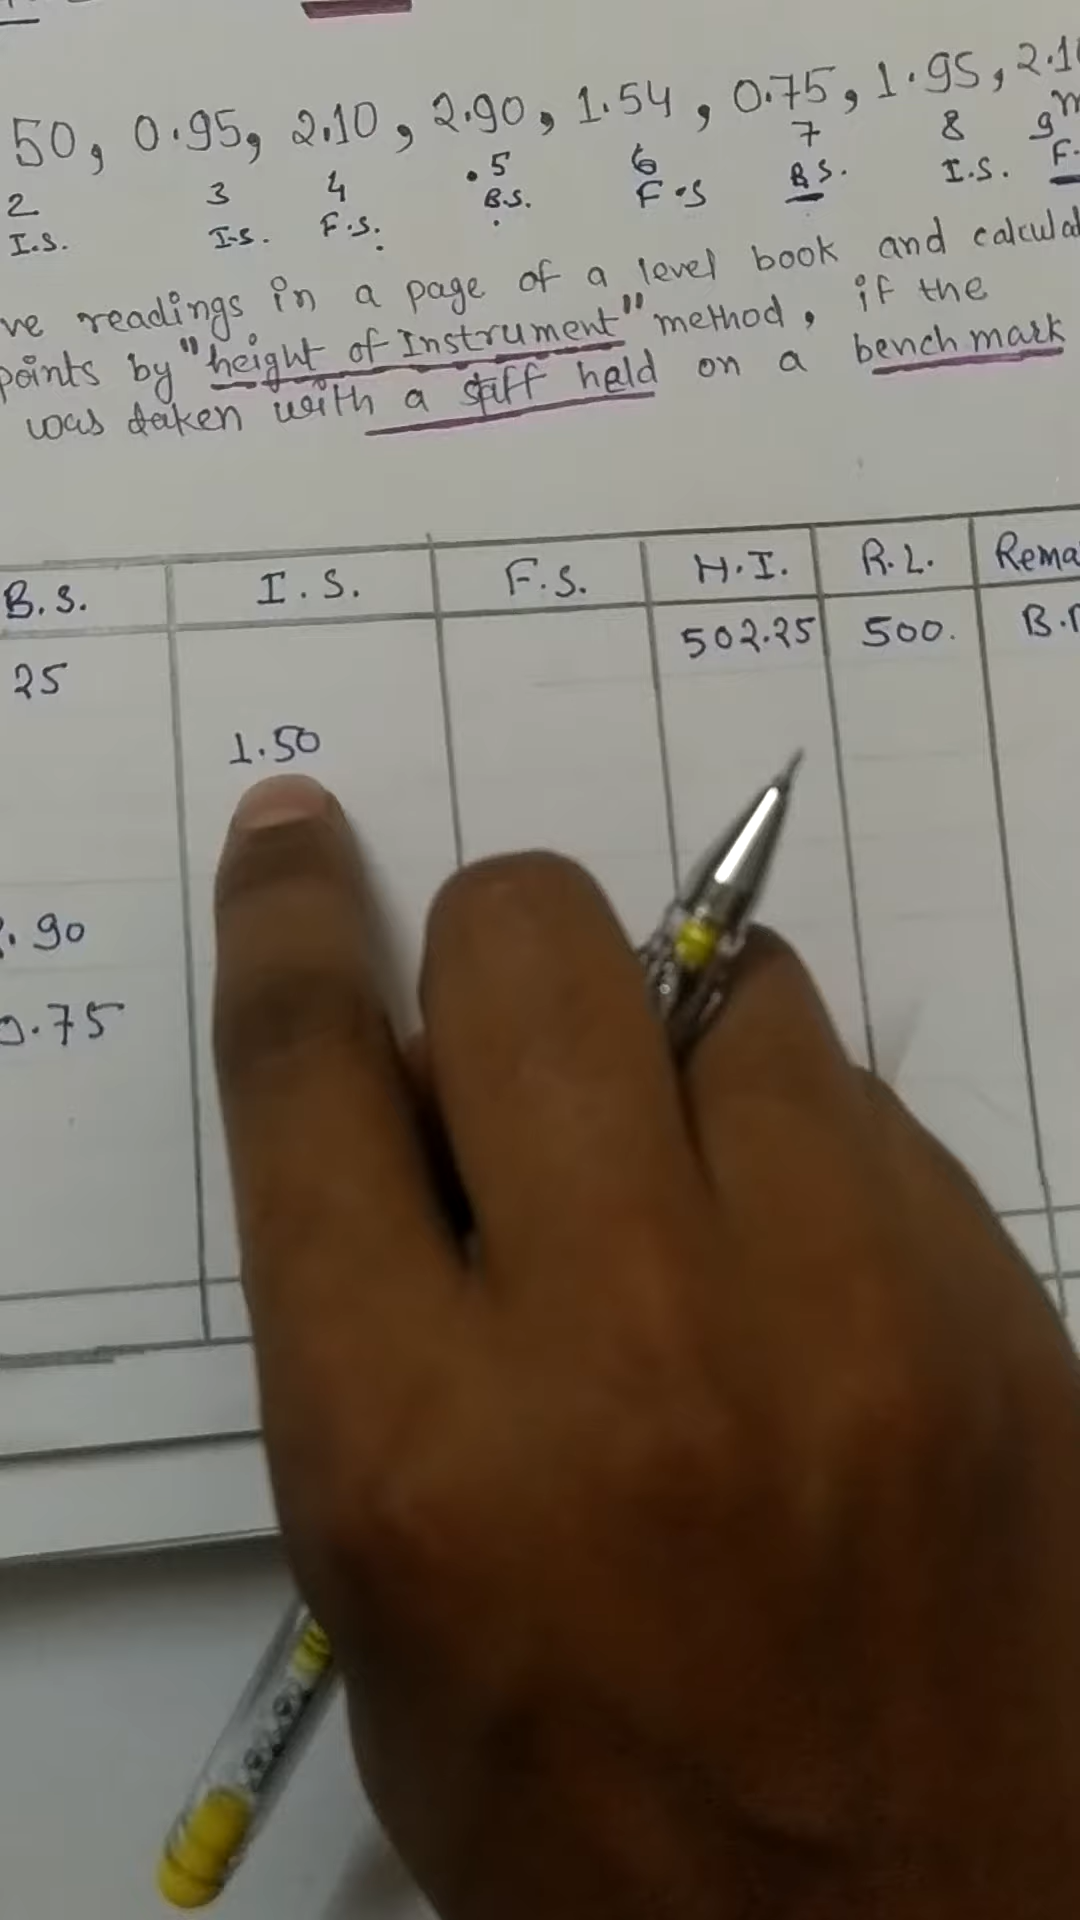 50, 0.95, 2.10, 2.90, 1.54, 0.75, 1.95, 2.1
2 3 4 .5 6 7 8 9
I.S. I.S. F.S. B.S. F.S B.S. I.S. F.
ve readings in a page of a level book and calcula
points by "height of Instrument" method, if the
was taken with a staff held on a bench mark
B.S. I.S. F.S. H.I. R.L. Rema
25 502.25 500. B.
1.50
.90
0.75